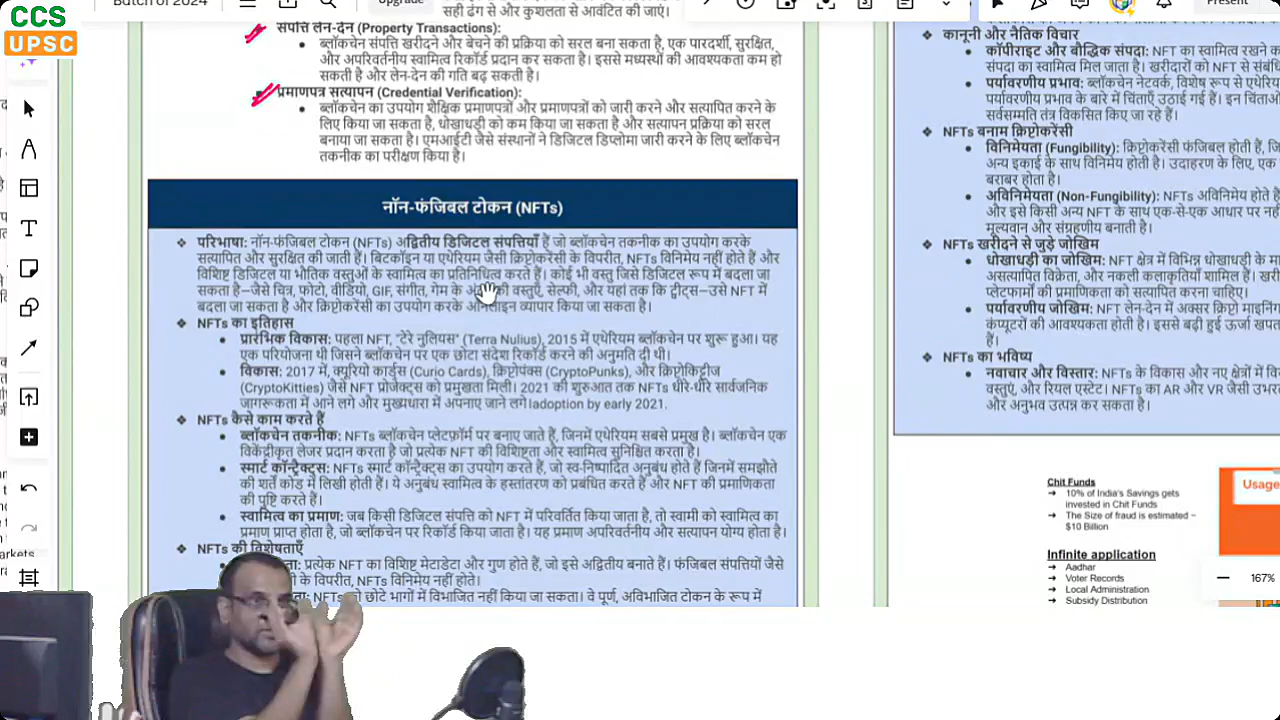 CCS
UPSC
Batch of 2024
Upgrade
Present
सही ढंग से और कुशलता से आवंटित की जाएं।
संपत्ति लेन-देन (Property Transactions):
ब्लॉकचेन संपत्ति खरीदने और बेचने की प्रक्रिया को सरल बना सकता है, एक पारदर्शी, सुरक्षित,
और अपरिवर्तनीय स्वामित्व रिकॉर्ड प्रदान कर सकता है। इससे मध्यस्थों की आवश्यकता कम हो
सकती है और लेन-देन की गति बढ़ सकती है।
प्रमाणपत्र सत्यापन (Credential Verification):
ब्लॉकचेन का उपयोग शैक्षिक प्रमाणपत्रों और प्रमाणपत्रों को जारी करने और सत्यापित करने के
लिए किया जा सकता है, धोखाधड़ी को कम किया जा सकता है और सत्यापन प्रक्रिया को सरल
बनाया जा सकता है। एमआईटी जैसे संस्थानों ने डिजिटल डिप्लोमा जारी करने के लिए ब्लॉकचेन
तकनीक का परीक्षण किया है।
नॉन-फंजिबल टोकन (NFTs)
परिभाषा: नॉन-फंजिबल टोकन (NFTs) अद्वितीय डिजिटल संपत्तियाँ हैं जो ब्लॉकचेन तकनीक का उपयोग करके
सत्यापित और सुरक्षित की जाती हैं। बिटकॉइन या एथेरियम जैसी क्रिप्टोकरेंसी के विपरीत, NFTs विनिमेय नहीं होते हैं और
विशिष्ट डिजिटल या भौतिक वस्तुओं के स्वामित्व का प्रतिनिधित्व करते हैं। कोई भी वस्तु जिसे डिजिटल रूप में बदला जा
सकता है—जैसे चित्र, फोटो, वीडियो, GIF, संगीत, गेम के की वस्तुएँ, सेल्फी, और यहां तक कि ट्वीट्स—उसे NFT में
बदला जा सकता है और क्रिप्टोकरेंसी का उपयोग करके ऑनलाइन व्यापार किया जा सकता है।
NFTs का इतिहास
प्रारंभिक विकास: पहला NFT, "टेरे नुलियस" (Terra Nulius), 2015 में एथेरियम ब्लॉकचेन पर शुरू हुआ। यह
एक परियोजना थी जिसने ब्लॉकचेन पर एक छोटा संदेश रिकॉर्ड करने की अनुमति दी थी।
विकास: 2017 में, क्यूरियो कार्ड्स (Curio Cards), क्रिप्टोपंक्स (CryptoPunks), और क्रिप्टोकिट्टीज
(CryptoKitties) जैसे NFT प्रोजेक्ट्स को प्रमुखता मिली। 2021 की शुरुआत तक NFTs धीरे-धीरे सार्वजनिक
जागरूकता में आने लगे और मुख्यधारा में अपनाए जाने लगे।adoption by early 2021.
NFTs कैसे काम करते हैं
ब्लॉकचेन तकनीक: NFTs ब्लॉकचेन प्लेटफ़ॉर्म पर बनाए जाते हैं, जिनमें एथेरियम सबसे प्रमुख है। ब्लॉकचेन एक
विकेंद्रीकृत लेजर प्रदान करता है जो प्रत्येक NFT की विशिष्टता और स्वामित्व सुनिश्चित करता है।
स्मार्ट कॉन्ट्रैक्ट्स: NFTs स्मार्ट कॉन्ट्रैक्ट्स का उपयोग करते हैं, जो स्व-निष्पादित अनुबंध होते हैं जिनमें समझौते
की शर्तें कोड में लिखी होती हैं। ये अनुबंध स्वामित्व के हस्तांतरण को प्रबंधित करते हैं और NFT की प्रामाणिकता
की पुष्टि करते हैं।
स्वामित्व का प्रमाण: जब किसी डिजिटल संपत्ति को NFT में परिवर्तित किया जाता है, तो स्वामी को स्वामित्व का
प्रमाण प्राप्त होता है, जो ब्लॉकचेन पर रिकॉर्ड किया जाता है। यह प्रमाण अपरिवर्तनीय और सत्यापन योग्य होता है।
NFTs की विशेषताएँ
प्रत्येक NFT का विशिष्ट मेटाडेटा और गुण होते हैं, जो इसे अद्वितीय बनाते हैं। फंजिबल संपत्तियों जैसे
के विपरीत, NFTs विनिमेय नहीं होते।
NFTs को छोटे भागों में विभाजित नहीं किया जा सकता। वे पूर्ण, अविभाजित टोकन के रूप में
कानूनी और नैतिक विचार
कॉपीराइट और बौद्धिक संपदा: NFT का स्वामित्व रखने का
संपदा का स्वामित्व मिल जाता है। खरीदारों को NFT से संबंधि
पर्यावरणीय प्रभाव: ब्लॉकचेन नेटवर्क, विशेष रूप से एथेरिय
पर्यावरणीय प्रभाव के बारे में चिंताएँ उठाई गई हैं। इन चिंताओं
सर्वसम्मति तंत्र विकसित किए जा रहे हैं।
NFTs बनाम क्रिप्टोकरेंसी
विनिमेयता (Fungibility): क्रिप्टोकरेंसी फंजिबल होती हैं, जि
अन्य इकाई के साथ विनिमेय होती है। उदाहरण के लिए, एक
बराबर होता है।
अविनिमेयता (Non-Fungibility): NFTs अविनिमेय होते है
और इसे किसी अन्य NFT के साथ एक-से-एक आधार पर नही
मूल्यवान और संग्रहणीय बनाती है।
NFTs खरीदने से जुड़े जोखिम
धोखाधड़ी का जोखिम: NFT क्षेत्र में विभिन्न धोखाधड़ी के मा
असत्यापित विक्रेता, और नकली कलाकृतियाँ शामिल हैं। खरी
प्लेटफार्मों की प्रमाणिकता को सत्यापित करना चाहिए।
पर्यावरणीय जोखिम: NFT लेन-देन में अक्सर क्रिप्टो माइनिंग
कंप्यूटरों की आवश्यकता होती है। इससे बढ़ी हुई ऊर्जा खपत
हैं।
NFTs का भविष्य
नवाचार और विस्तार: NFTs के विकास और नए क्षेत्रों में वि
वस्तुएँ, और रियल एस्टेट। NFTs का AR और VR जैसी उभर
और अनुभव उत्पन्न कर सकता है।
Chit Funds
10% of India's Savings gets
invested in Chit Funds
The Size of fraud is estimated ~
$10 Billion
Usage
Infinite application
Aadhar
Voter Records
Local Administration
Subsidy Distribution
167%